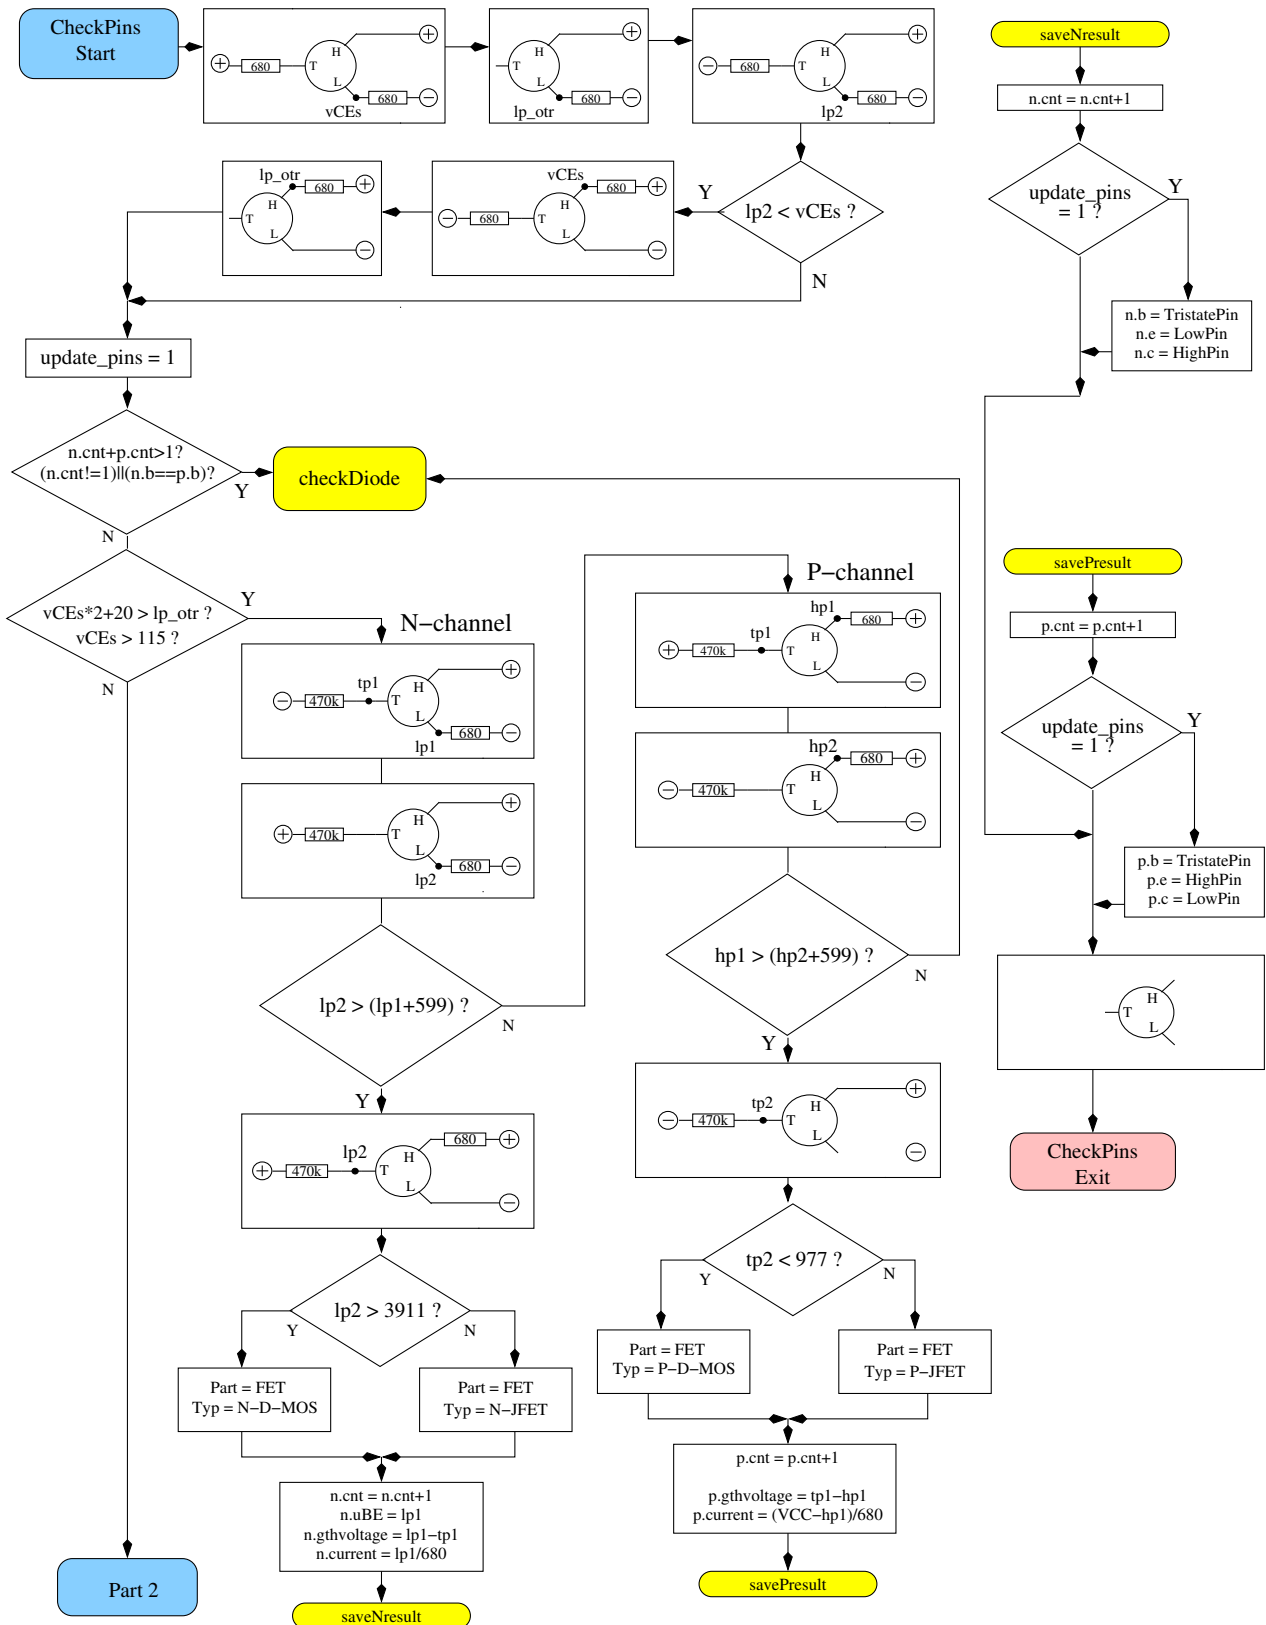 CheckPins
Start
H
T
680
L
680
vCEs
H
T
L
680
lp_otr
H
680
T
L
680
lp2
saveNresult
n.cnt = n.cnt+1
update_pins
= 1 ?
Y
n.b = TristatePin
n.e = LowPin
n.c = HighPin
lp_otr
680
H
T
L
vCEs
680
H
680
T
L
Y
lp2 < vCEs ?
N
update_pins = 1
n.cnt+p.cnt>1?
(n.cnt!=1)||(n.b==p.b)?
Y
N
checkDiode
vCEs*2+20 > lp_otr ?
vCEs > 115 ?
Y
N
N−channel
tp1
H
470k
T
L
680
lp1
H
470k
T
L
680
lp2
lp2 > (lp1+599) ?
N
Y
lp2
680
H
470k
T
L
lp2 > 3911 ?
Y
N
Part = FET
Typ = N−D−MOS
Part = FET
Typ = N−JFET
n.cnt = n.cnt+1
n.uBE = lp1
n.gthvoltage = lp1−tp1
n.current = lp1/680
saveNresult
Part 2
P−channel
hp1
680
tp1
H
470k
T
L
hp2
680
H
470k
T
L
hp1 > (hp2+599) ?
N
Y
tp2
H
470k
T
L
tp2 < 977 ?
Y
N
Part = FET
Typ = P−D−MOS
Part = FET
Typ = P−JFET
p.cnt = p.cnt+1
p.gthvoltage = tp1−hp1
p.current = (VCC−hp1)/680
savePresult
savePresult
p.cnt = p.cnt+1
update_pins
= 1 ?
Y
p.b = TristatePin
p.e = HighPin
p.c = LowPin
H
T
L
CheckPins
Exit